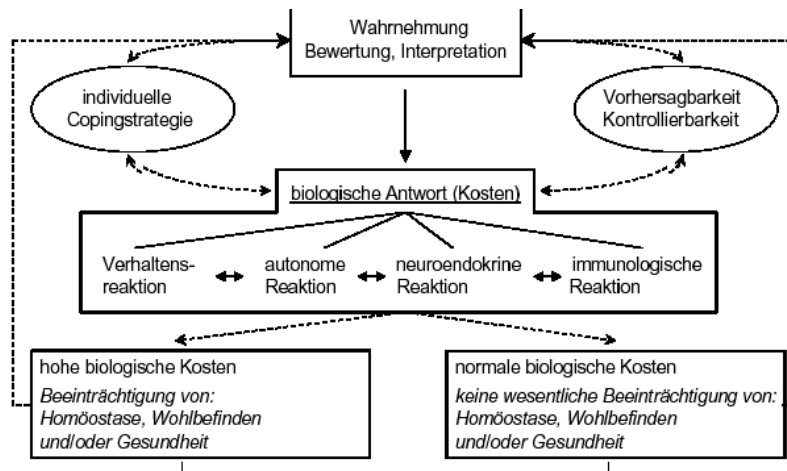 Wahrnehmung
Bewertung, Interpretation
individuelle
Copingstrategie
Vorhersagbarkeit
Kontrollierbarkeit
biologische Antwort (Kosten)
Verhaltens-
reaktion
autonome
Reaktion
neuroendokrine
Reaktion
immunologische
Reaktion
hohe biologische Kosten
Beeinträchtigung von:
Homöostase, Wohlbefinden
und/oder Gesundheit
normale biologische Kosten
keine wesentliche Beeinträchtigung von:
Homöostase, Wohlbefinden
und/oder Gesundheit